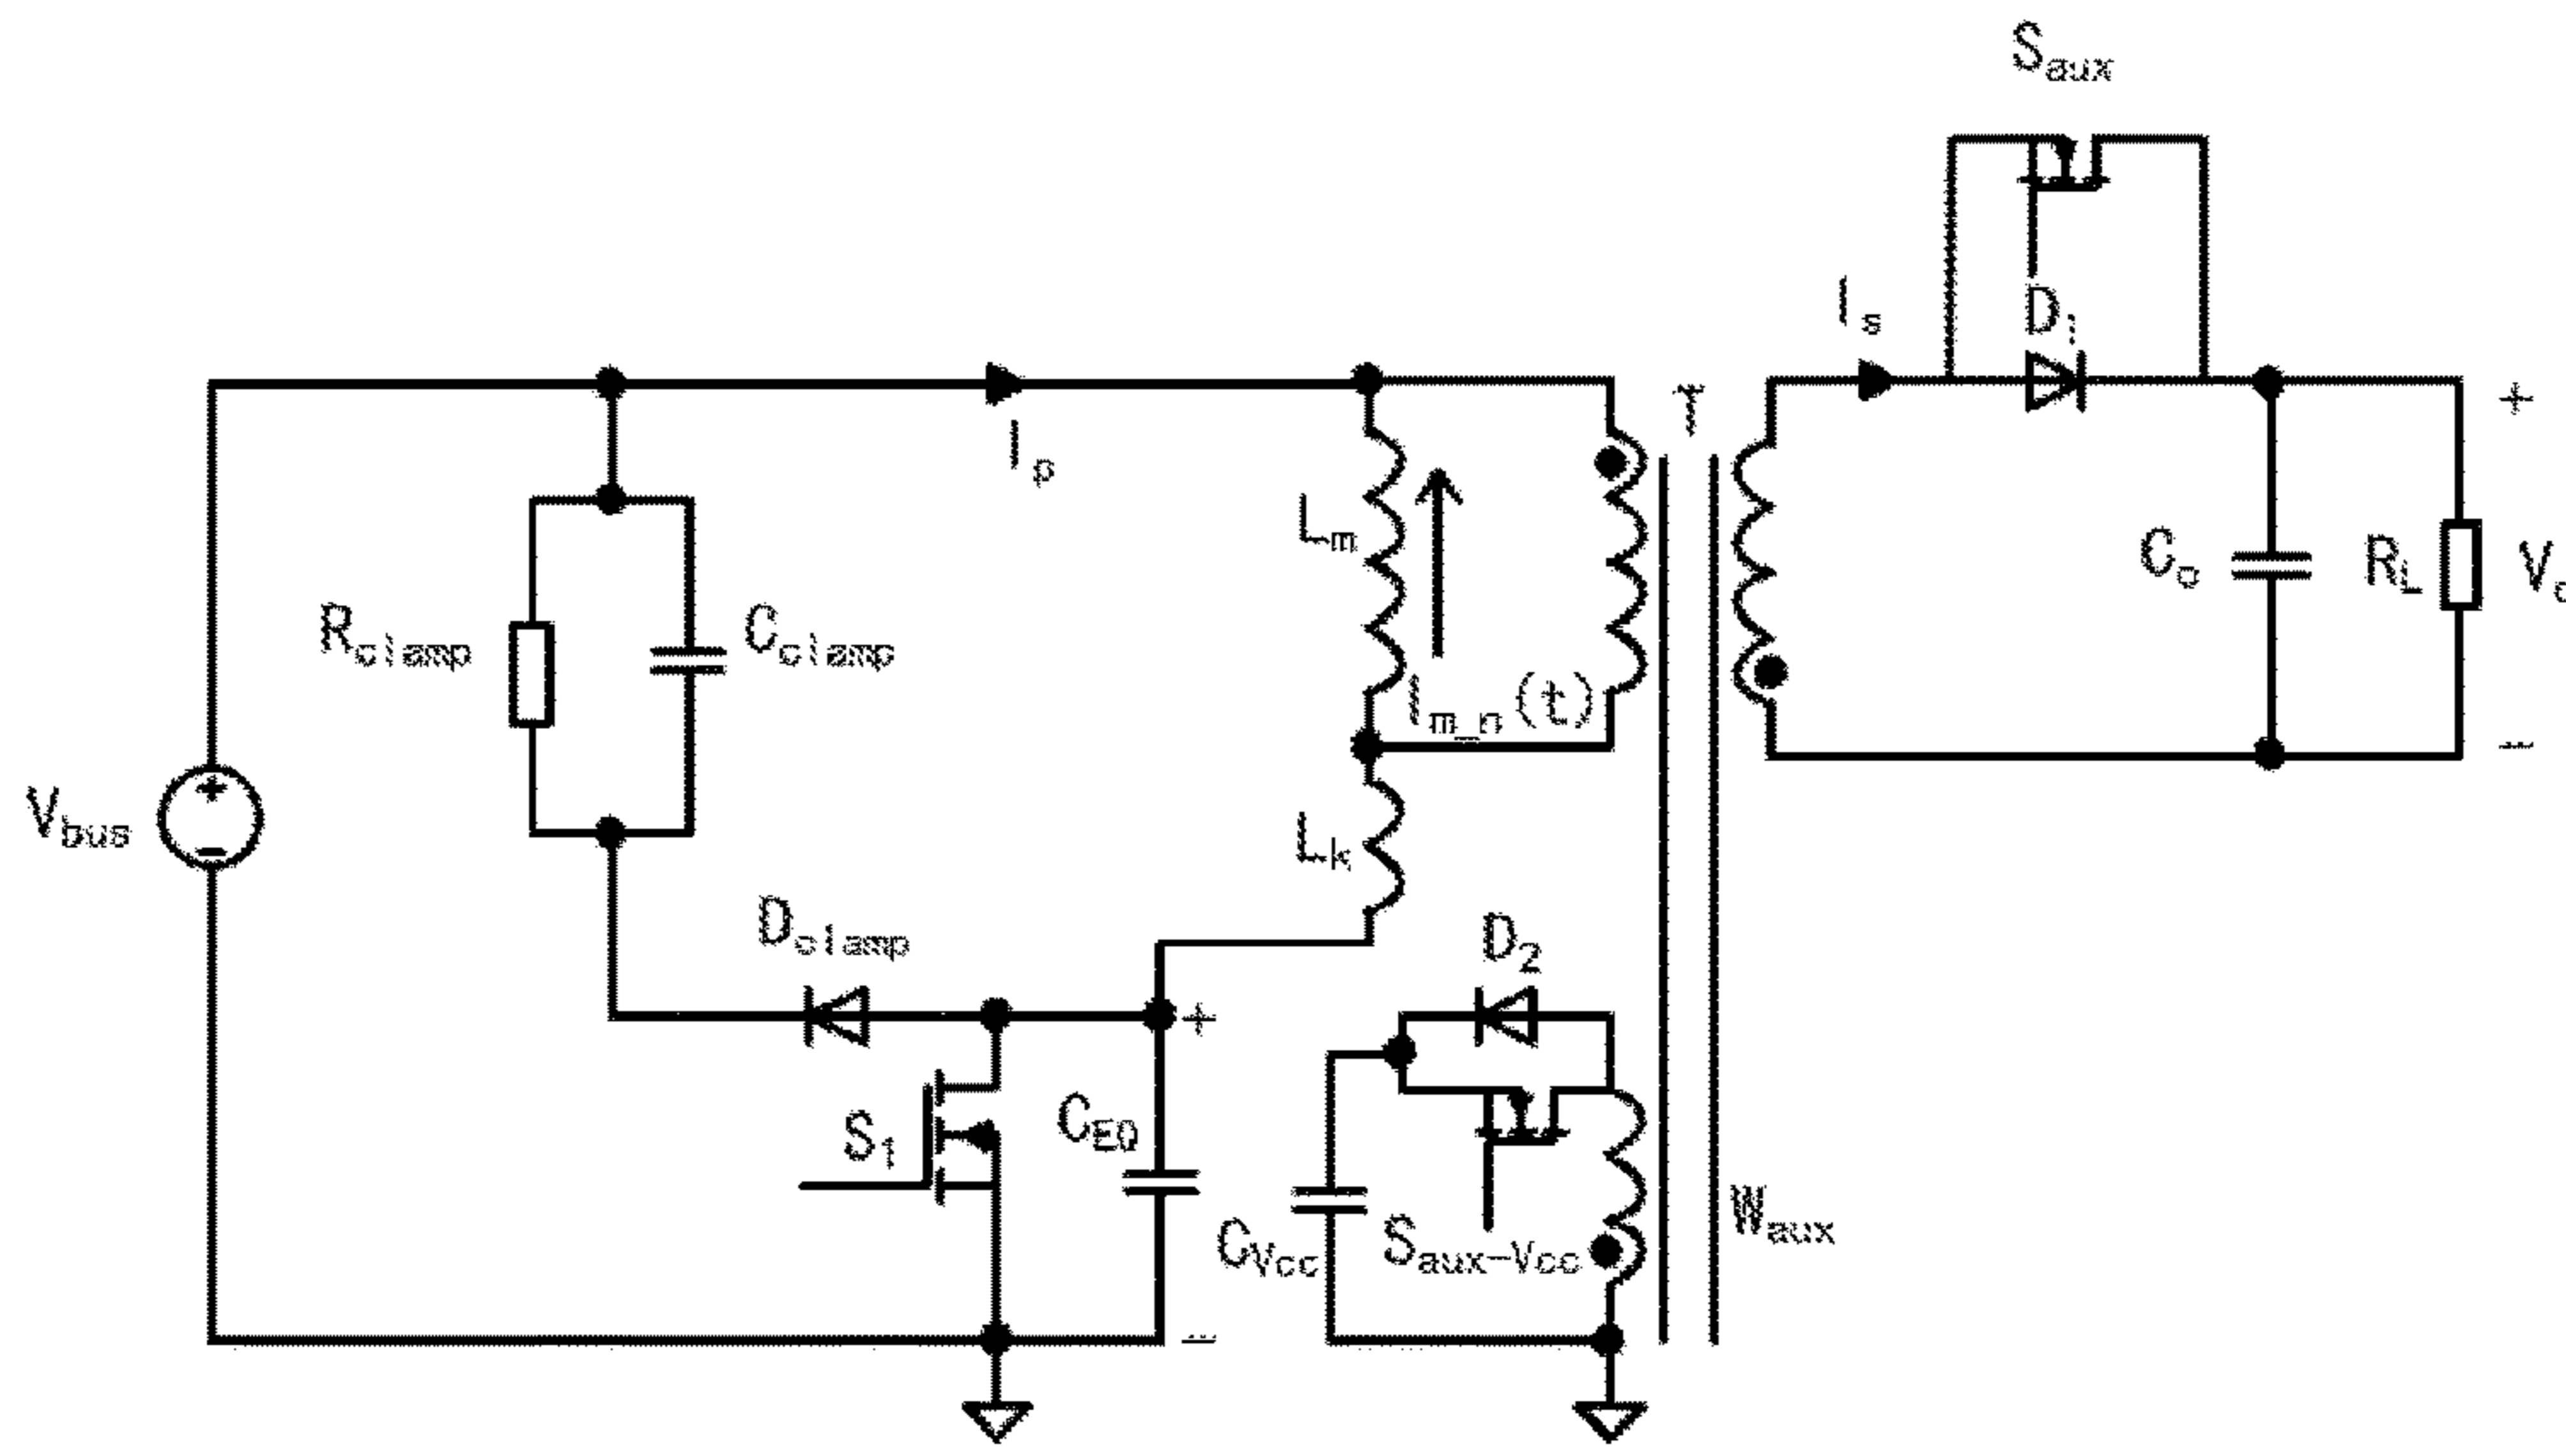 Saux
Is
D1
+
T
Ip
Lm
Co
RL
Rclamp
Cclamp
Im_n(t)
−
Vbus
+
−
Lk
Dclamp
D2
+
S1
CEQ
CVcc
Saux-Vcc
Waux
−